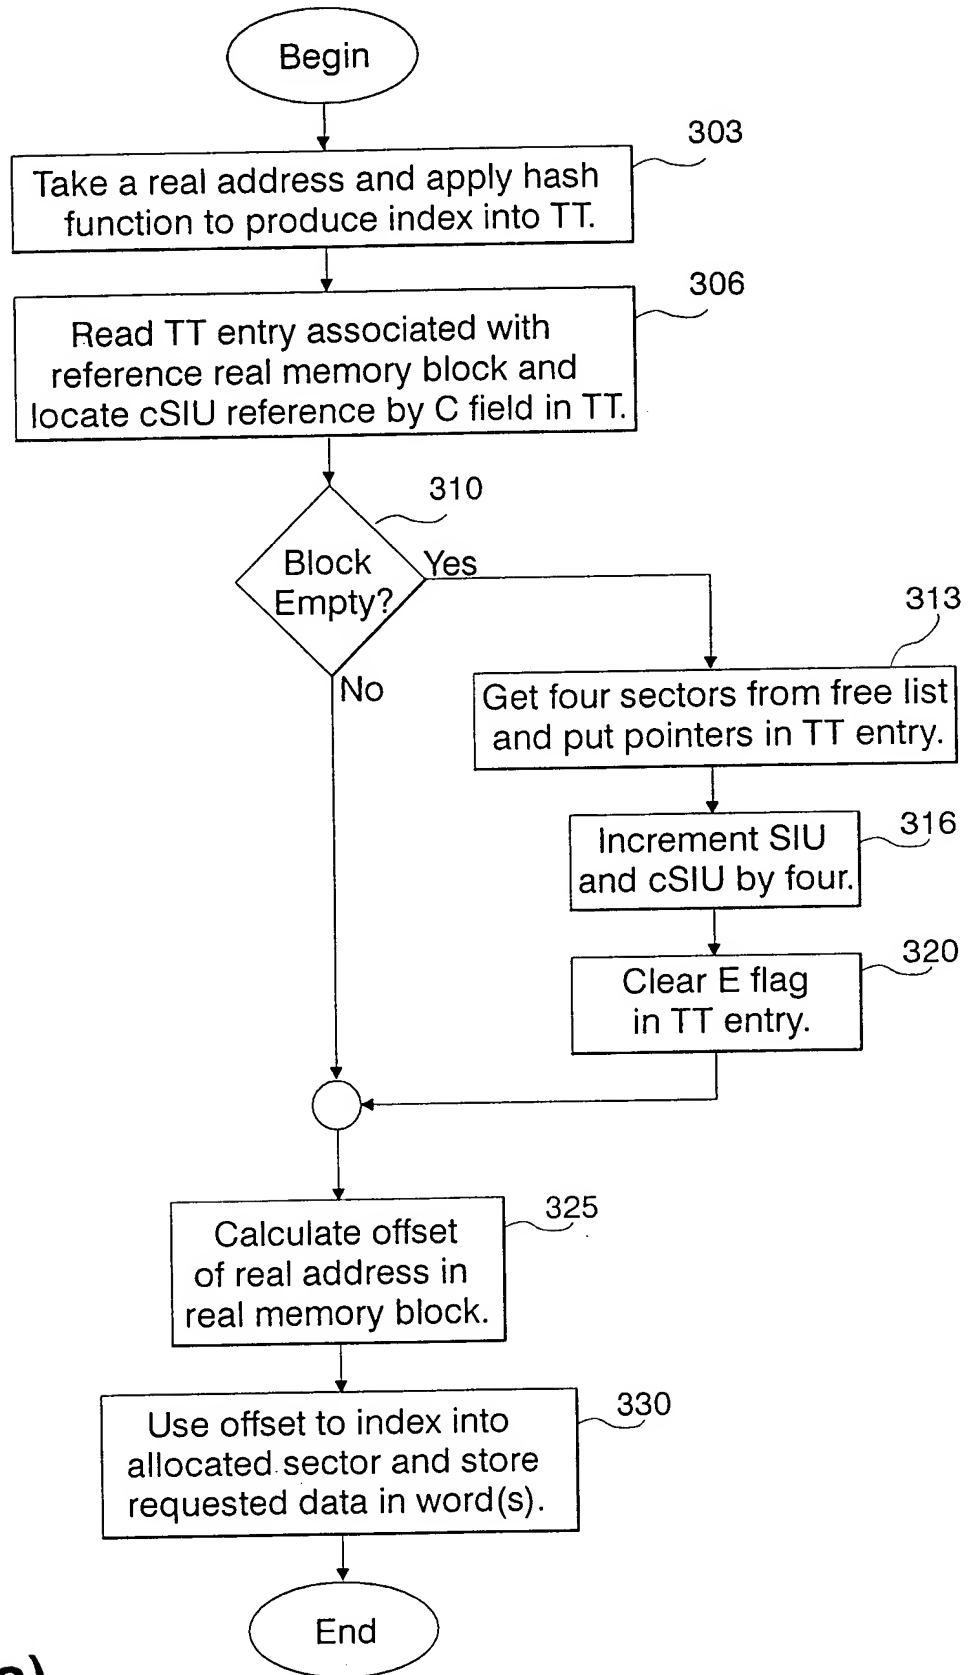 Begin
303
Take a real address and apply hash
function to produce index into TT.
306
Read TT entry associated with
reference real memory block and
locate cSIU reference by C field in TT.
310
Block
Empty?
Yes
No
313
Get four sectors from free list
and put pointers in TT entry.
316
Increment SIU
and cSIU by four.
320
Clear E flag
in TT entry.
325
Calculate offset
of real address in
real memory block.
330
Use offset to index into
allocated sector and store
requested data in word(s).
End